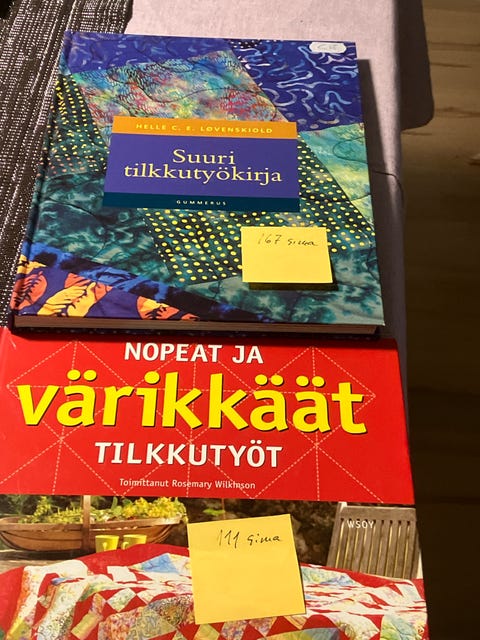 HELLE C. E. LØVENSKIOLD
Suuri
tilkkutyökirja
GUMMERUS
167 sivua
NOPEAT JA
värikkäät
TILKKUTYÖT
Toimittanut Rosemary Wilkinson
WSOY
111 sivua